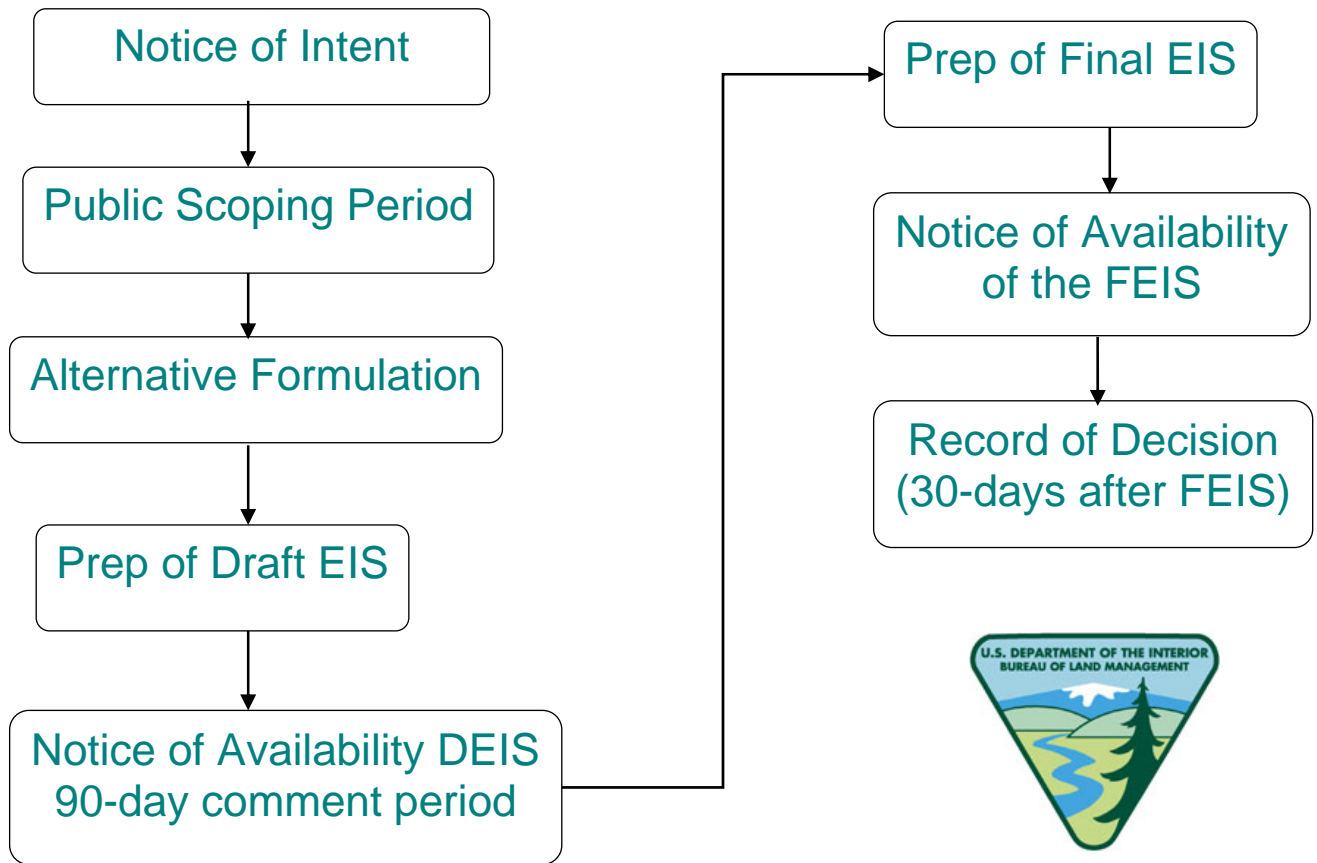 Notice of Intent
Public Scoping Period
Alternative Formulation
Prep of Draft EIS
Notice of Availability DEIS
90-day comment period
Prep of Final EIS
Notice of Availability
of the FEIS
Record of Decision
(30-days after FEIS)
U.S. DEPARTMENT OF THE INTERIOR
BUREAU OF LAND MANAGEMENT